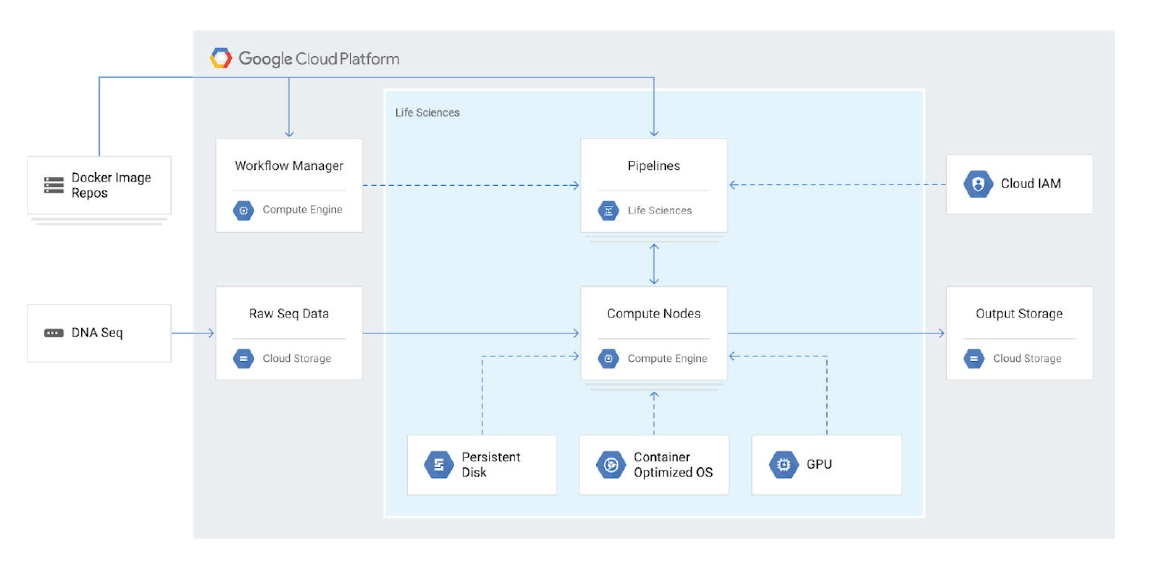 Google Cloud Platform
Life Sciences
Docker Image
Repos
Workflow Manager
Compute Engine
Pipelines
Life Sciences
Cloud IAM
DNA Seq
Raw Seq Data
Cloud Storage
Compute Nodes
Compute Engine
Output Storage
Cloud Storage
Persistent
Disk
Container
Optimized OS
GPU